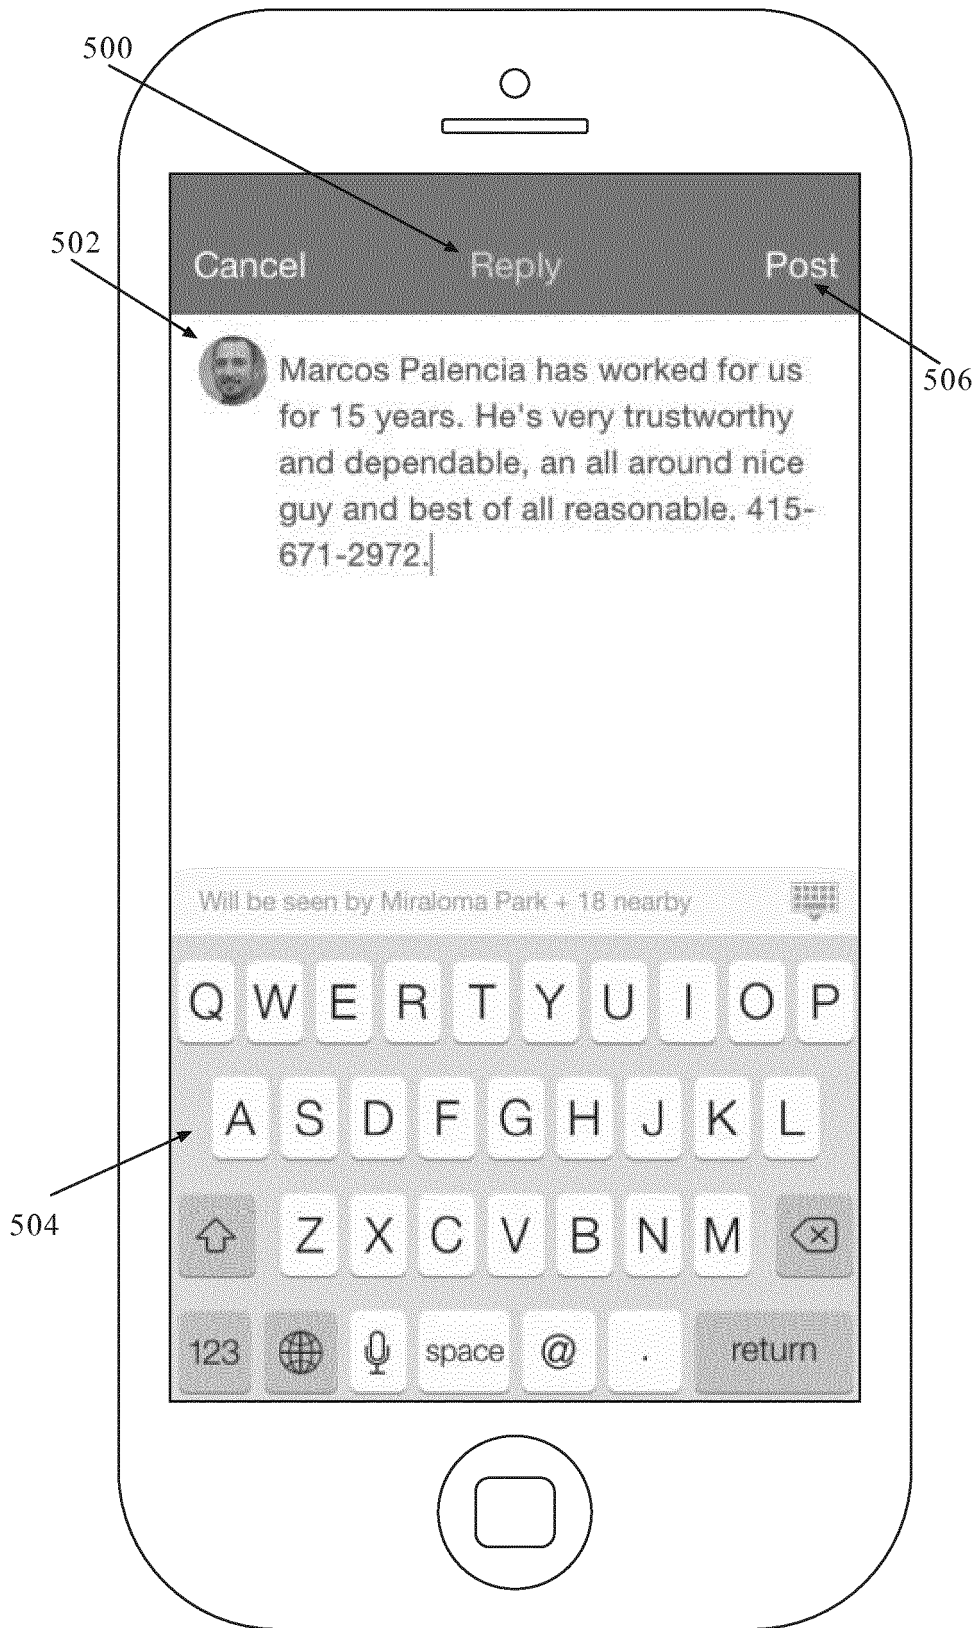 500
502
Cancel Reply Post
506
Marcos Palencia has worked for us
for 15 years. He's very trustworthy
and dependable, an all around nice
guy and best of all reasonable. 415-
671-2972.
Will be seen by Miraloma Park + 18 nearby
Q W E R T Y U I O P
A S D F G H J K L
504
Z X C V B N M
123 space @ . return